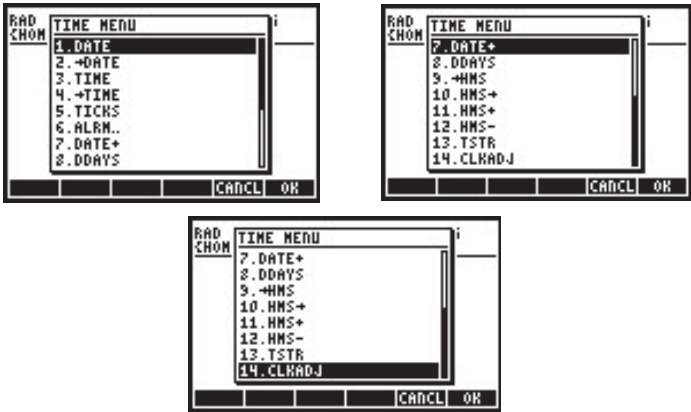 RAD
{HOM
TIME MENU
i
1.DATE
2.→DATE
3.TIME
4.→TIME
5.TICKS
6.ALRM..
7.DATE+
8.DDAYS
CANCL OK
RAD
{HOM
TIME MENU
i
7.DATE+
8.DDAYS
9.→HMS
10.HMS→
11.HMS+
12.HMS-
13.TSTR
14.CLKADJ
CANCL OK
RAD
{HOM
TIME MENU
i
7.DATE+
8.DDAYS
9.→HMS
10.HMS→
11.HMS+
12.HMS-
13.TSTR
14.CLKADJ
CANCL OK